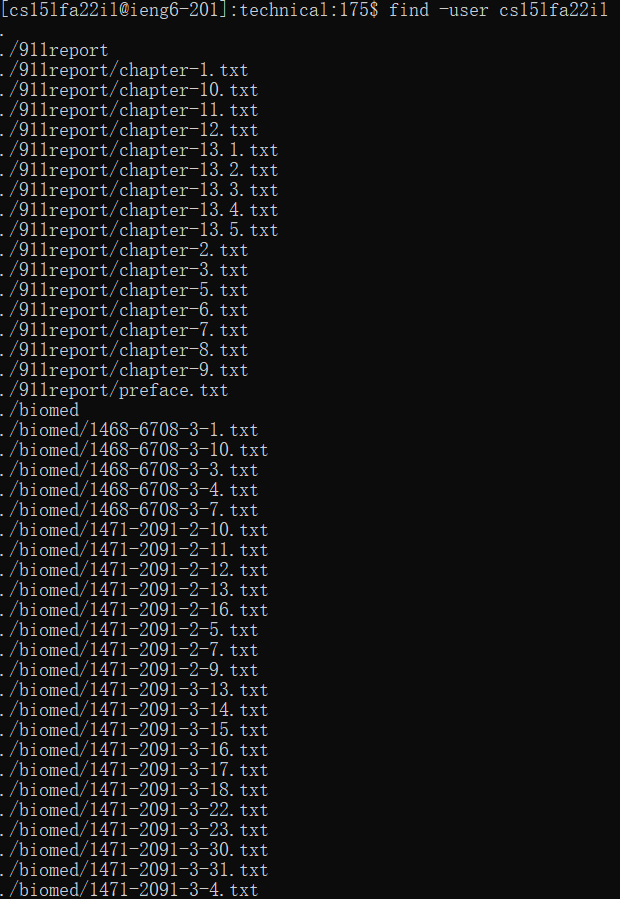 [cs15lfa22il@ieng6-201]:technical:175$ find -user cs15lfa22il
.
./911report
./911report/chapter-1.txt
./911report/chapter-10.txt
./911report/chapter-11.txt
./911report/chapter-12.txt
./911report/chapter-13.1.txt
./911report/chapter-13.2.txt
./911report/chapter-13.3.txt
./911report/chapter-13.4.txt
./911report/chapter-13.5.txt
./911report/chapter-2.txt
./911report/chapter-3.txt
./911report/chapter-5.txt
./911report/chapter-6.txt
./911report/chapter-7.txt
./911report/chapter-8.txt
./911report/chapter-9.txt
./911report/preface.txt
./biomed
./biomed/1468-6708-3-1.txt
./biomed/1468-6708-3-10.txt
./biomed/1468-6708-3-3.txt
./biomed/1468-6708-3-4.txt
./biomed/1468-6708-3-7.txt
./biomed/1471-2091-2-10.txt
./biomed/1471-2091-2-11.txt
./biomed/1471-2091-2-12.txt
./biomed/1471-2091-2-13.txt
./biomed/1471-2091-2-16.txt
./biomed/1471-2091-2-5.txt
./biomed/1471-2091-2-7.txt
./biomed/1471-2091-2-9.txt
./biomed/1471-2091-3-13.txt
./biomed/1471-2091-3-14.txt
./biomed/1471-2091-3-15.txt
./biomed/1471-2091-3-16.txt
./biomed/1471-2091-3-17.txt
./biomed/1471-2091-3-18.txt
./biomed/1471-2091-3-22.txt
./biomed/1471-2091-3-23.txt
./biomed/1471-2091-3-30.txt
./biomed/1471-2091-3-31.txt
./biomed/1471-2091-3-4.txt